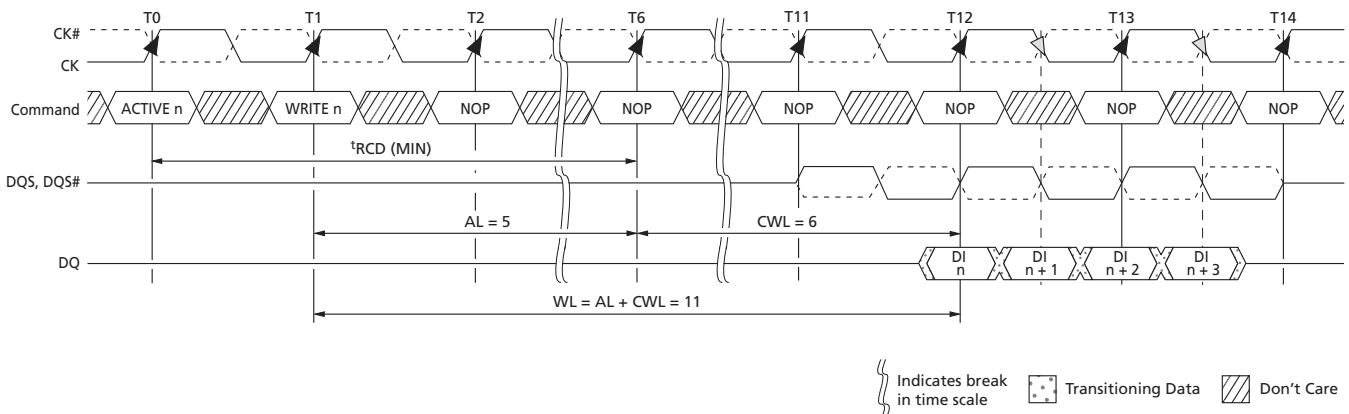 T0 T1 T2 T6 T11 T12 T13 T14
CK#
CK
Command ACTIVE n WRITE n NOP NOP NOP NOP NOP NOP
tRCD (MIN)
DQS, DQS#
AL = 5 CWL = 6
DQ DI n DI n + 1 DI n + 2 DI n + 3
WL = AL + CWL = 11
Indicates break in time scale Transitioning Data Don't Care